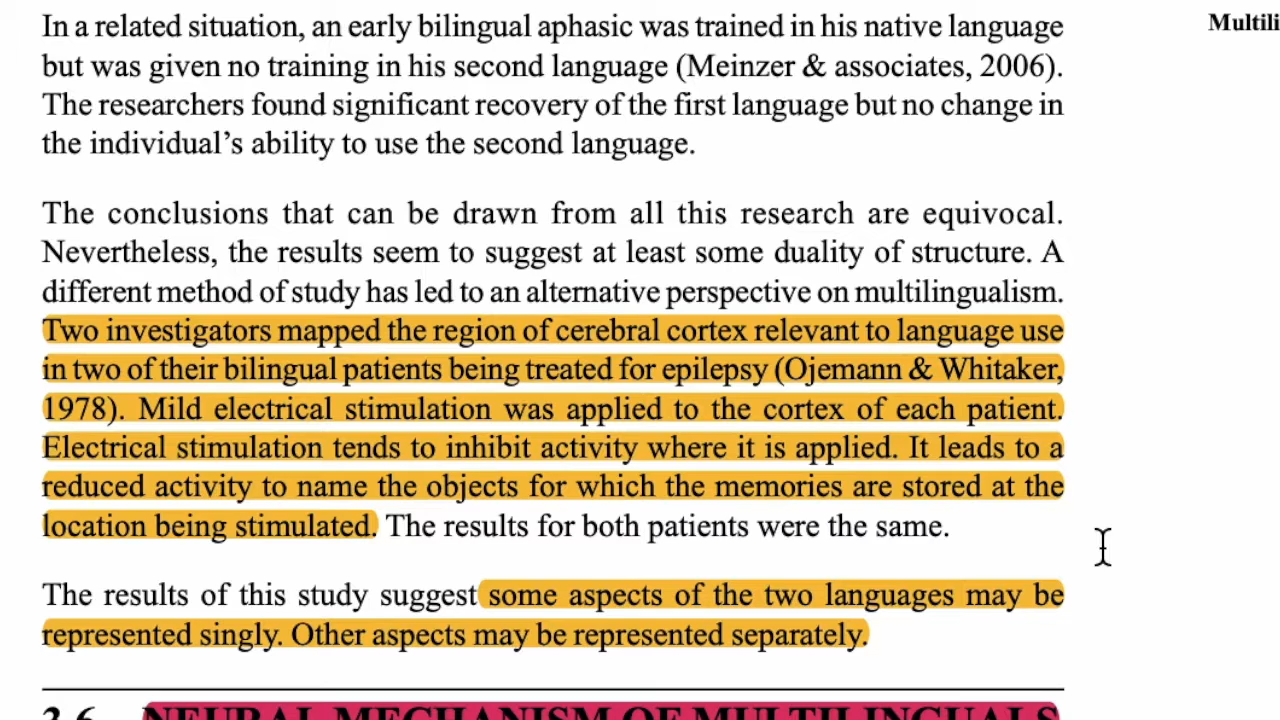 Multili
In a related situation, an early bilingual aphasic was trained in his native language
but was given no training in his second language (Meinzer & associates, 2006).
The researchers found significant recovery of the first language but no change in
the individual's ability to use the second language.
The conclusions that can be drawn from all this research are equivocal.
Nevertheless, the results seem to suggest at least some duality of structure. A
different method of study has led to an alternative perspective on multilingualism.
Two investigators mapped the region of cerebral cortex relevant to language use
in two of their bilingual patients being treated for epilepsy (Ojemann & Whitaker,
1978). Mild electrical stimulation was applied to the cortex of each patient.
Electrical stimulation tends to inhibit activity where it is applied. It leads to a
reduced activity to name the objects for which the memories are stored at the
location being stimulated. The results for both patients were the same.
The results of this study suggest some aspects of the two languages may be
represented singly. Other aspects may be represented separately.
3.6 NEURAL MECHANISM OF MULTILINGUALS